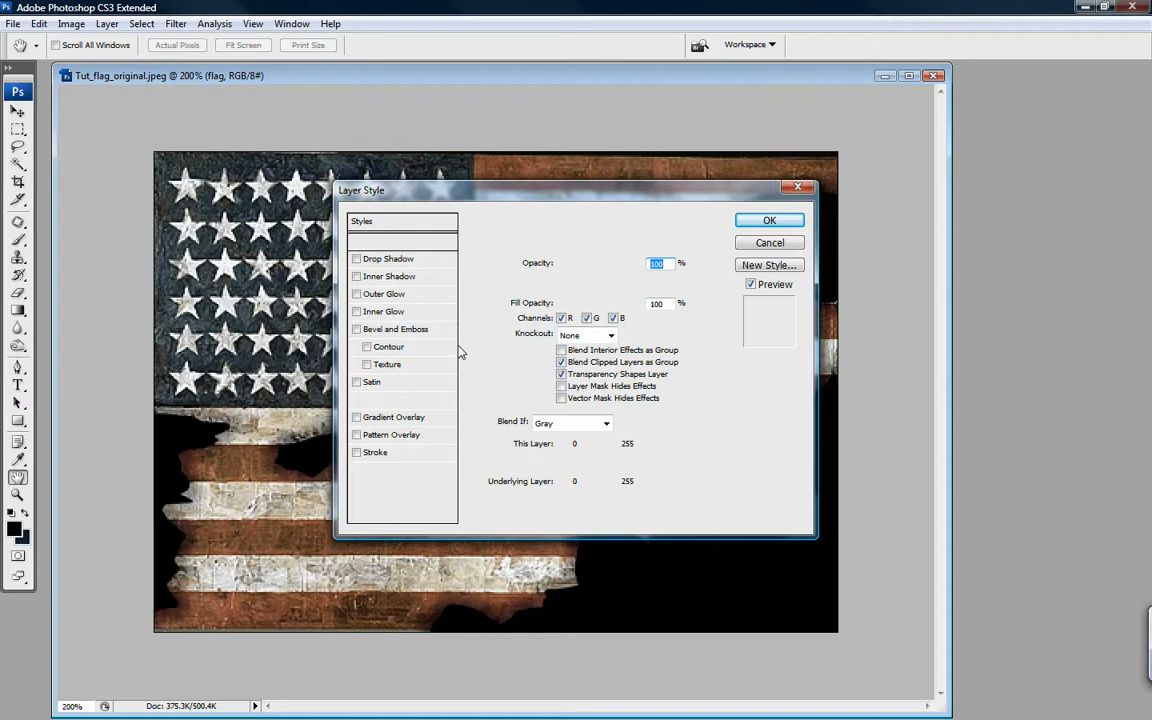 Adobe Photoshop CS3 Extended
File Edit Image Layer Select Filter Analysis View Window Help
Scroll All Windows Actual Pixels Fit Screen Print Size Workspace
Ps
Tut_flag_original.jpeg @ 200% (flag, RGB/8#)
Layer Style
Styles
Drop Shadow
Inner Shadow
Outer Glow
Inner Glow
Bevel and Emboss
Contour
Texture
Satin
Gradient Overlay
Pattern Overlay
Stroke
Opacity: 100 %
Fill Opacity: 100 %
Channels: R G B
Knockout: None
Blend Interior Effects as Group
Blend Clipped Layers as Group
Transparency Shapes Layer
Layer Mask Hides Effects
Vector Mask Hides Effects
Blend If: Gray
This Layer: 0 255
Underlying Layer: 0 255
OK
Cancel
New Style...
Preview
T
200% Doc: 375.3K/500.4K